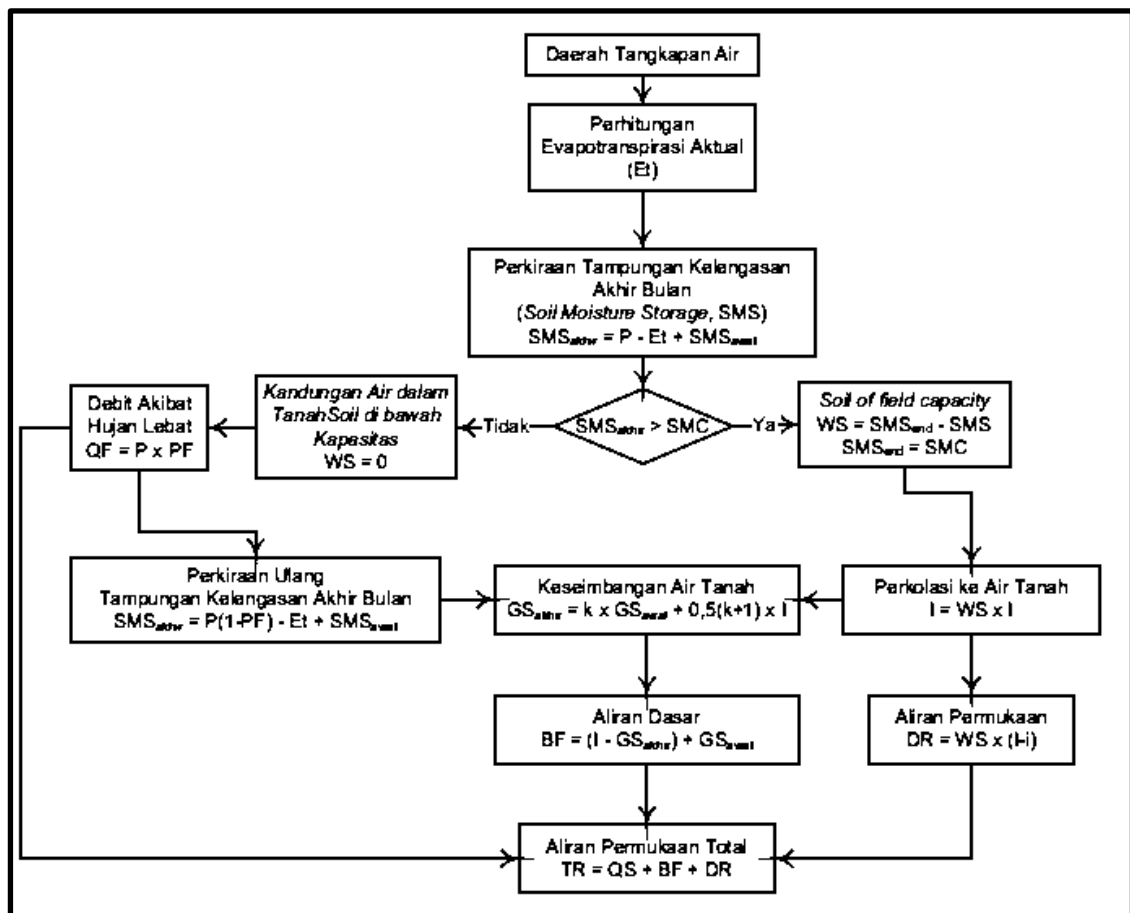 Daerah Tangkapan Air
Perhitungan
Evapotranspirasi Aktual
(Et)
Perkiraan Tampungan Kelengasan
Akhir Bulan
(Soil Moisture Storage, SMS)
SMSakhir = P - Et + SMSawal
Debit Akibat
Hujan Lebat
QF = P x PF
Kandungan Air dalam
TanahSoil di bawah
Kapasitas
WS = 0
Tidak
SMSakhir > SMC
Ya
Soil of field capacity
WS = SMSend - SMS
SMSend = SMC
Perkiraan Ulang
Tampungan Kelengasan Akhir Bulan
SMSakhir = P(1-PF) - Et + SMSawal
Keseimbangan Air Tanah
GSakhir = k x GSawal + 0,5(k+1) x I
Perkolasi ke Air Tanah
I = WS x I
Aliran Dasar
BF = (I - GSakhir) + GSawal
Aliran Permukaan
DR = WS x (I-i)
Aliran Permukaan Total
TR = QS + BF + DR